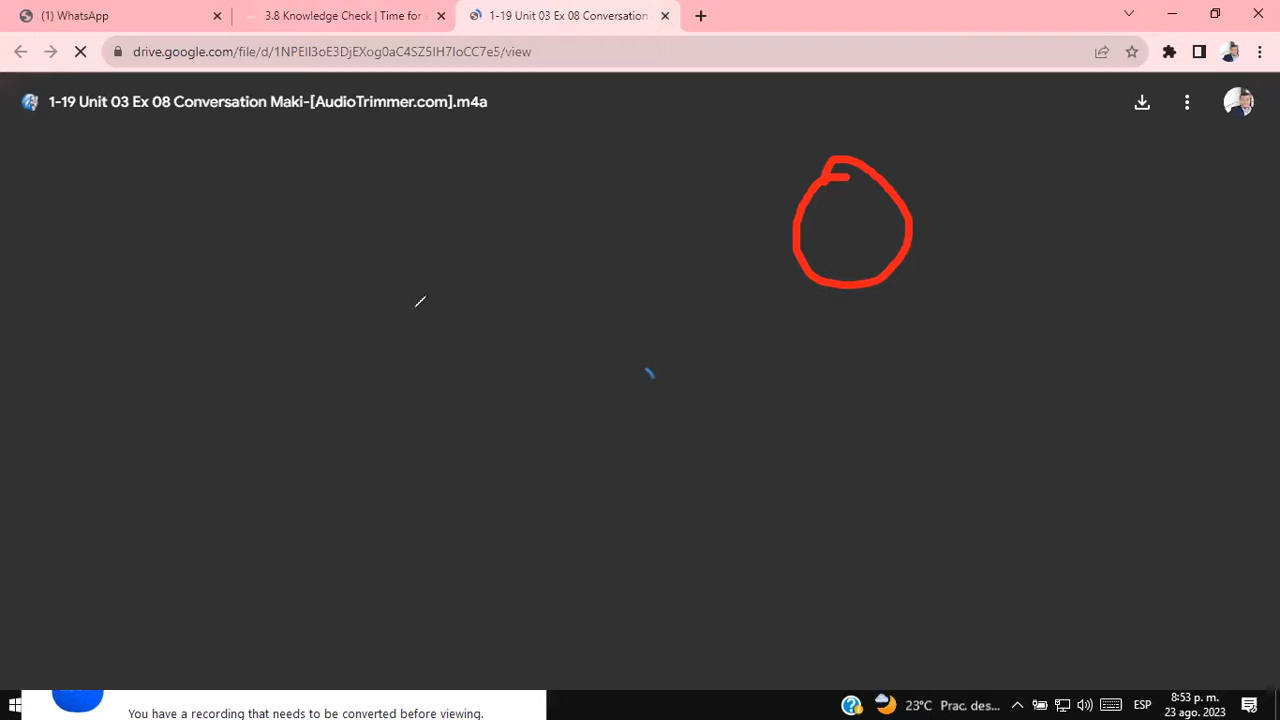 (1) WhatsApp
3.8 Knowledge Check | Time for
1-19 Unit 03 Ex 08 Conversation
drive.google.com/file/d/1NPEII3oE3DjEXog0aC4SZ5IH7IoCC7e5/view
1-19 Unit 03 Ex 08 Conversation Maki-[AudioTrimmer.com].m4a
You have a recording that needs to be converted before viewing.
23°C Prac. des...
ESP
8:53 p. m.
23 ago. 2023